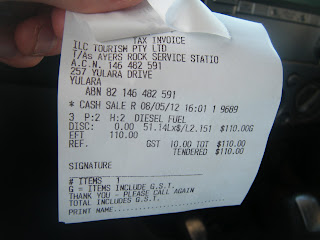 TAX INVOICE
ILC TOURISM PTY LTD
T/As AYERS ROCK SERVICE STATIO
A.C.N. 146 482 591
257 YULARA DRIVE
YULARA
ABN 82 146 482 591
* CASH SALE R 06/05/12 16:01 1 9689
3 P:2 H:2 DIESEL FUEL
DISC: 0.00 51.14Lx$/L2.151 $110.00G
EFT 110.00
REF. GST 10.00 TOT $110.00
TENDERED $110.00
SIGNATURE
# ITEMS 1
G = ITEMS INCLUDE G.S.T.
THANK YOU - PLEASE CALL AGAIN
TOTAL INCLUDES G.S.T.
PRINT NAME